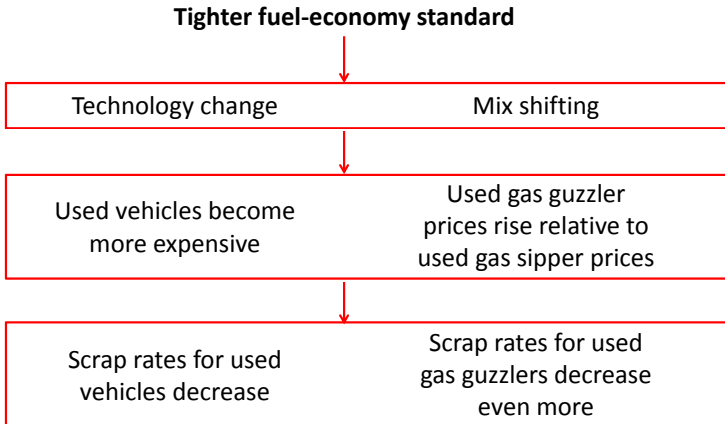 Tighter fuel-economy standard
Technology change
Mix shifting
Used vehicles become
more expensive
Used gas guzzler
prices rise relative to
used gas sipper prices
Scrap rates for used
vehicles decrease
Scrap rates for used
gas guzzlers decrease
even more